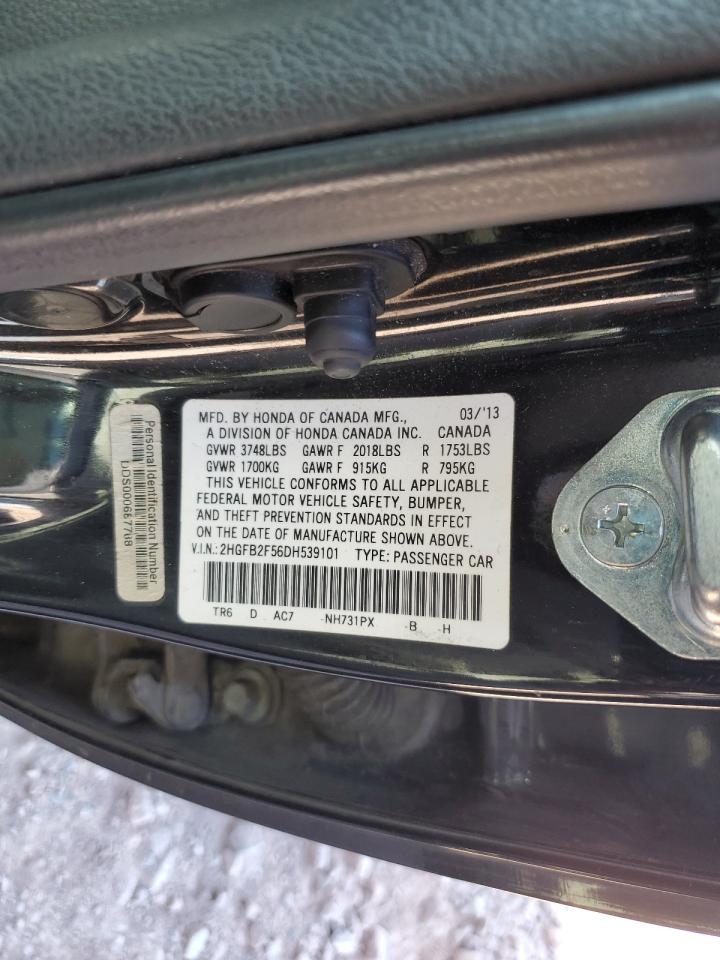 MFD. BY HONDA OF CANADA MFG., 03/'13
A DIVISION OF HONDA CANADA INC. CANADA
GVWR 3748LBS GAWR F 2018LBS R 1753LBS
GVWR 1700KG GAWR F 915KG R 795KG
THIS VEHICLE CONFORMS TO ALL APPLICABLE
FEDERAL MOTOR VEHICLE SAFETY, BUMPER,
AND THEFT PREVENTION STANDARDS IN EFFECT
ON THE DATE OF MANUFACTURE SHOWN ABOVE.
V.I.N.: 2HGFB2F56DH539101 TYPE: PASSENGER CAR
TR6 D AC7 -NH731PX -B -H
Personal Identification Number: